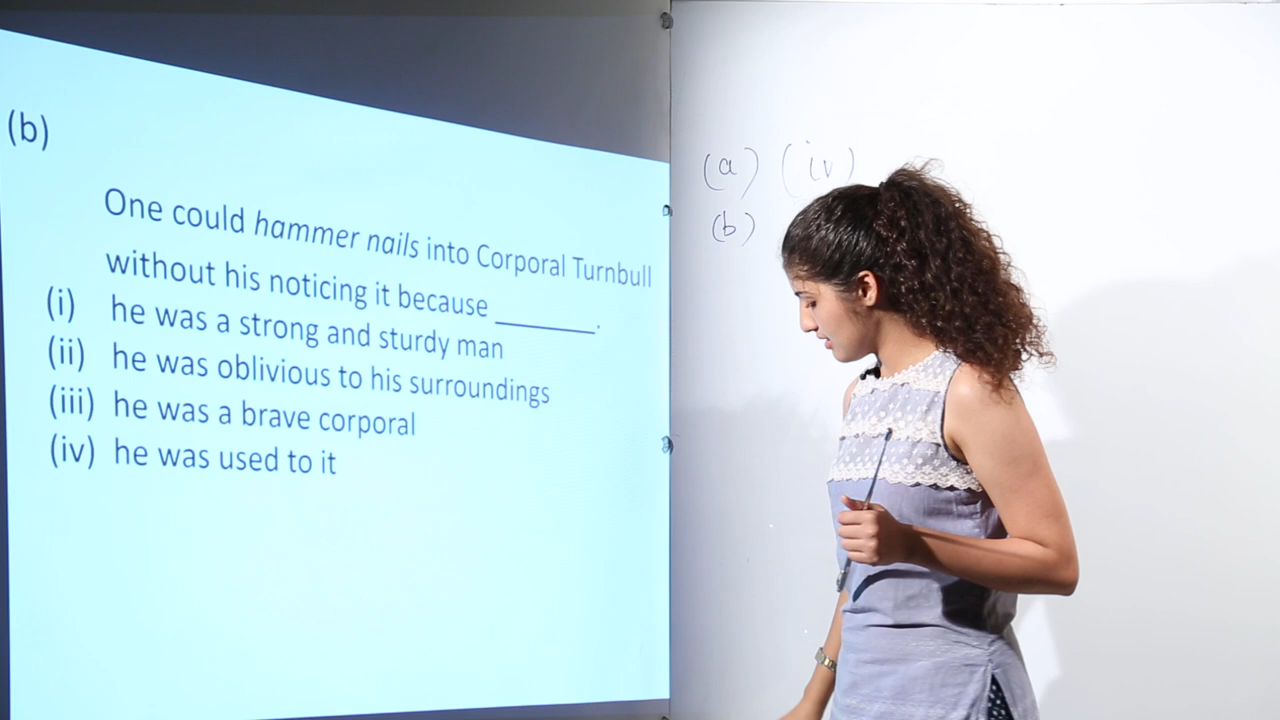 (b)
One could hammer nails into Corporal Turnbull
without his noticing it because ________.
(i) he was a strong and sturdy man
(ii) he was oblivious to his surroundings
(iii) he was a brave corporal
(iv) he was used to it
(a) (iv)
(b)